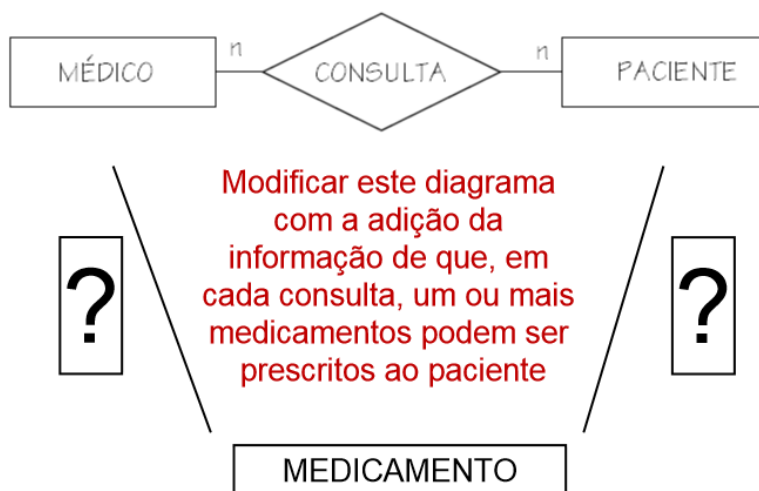 MÉDICO
n
CONSULTA
n
PACIENTE
Modificar este diagrama
com a adição da
informação de que, em
cada consulta, um ou mais
medicamentos podem ser
prescritos ao paciente
?
?
MEDICAMENTO